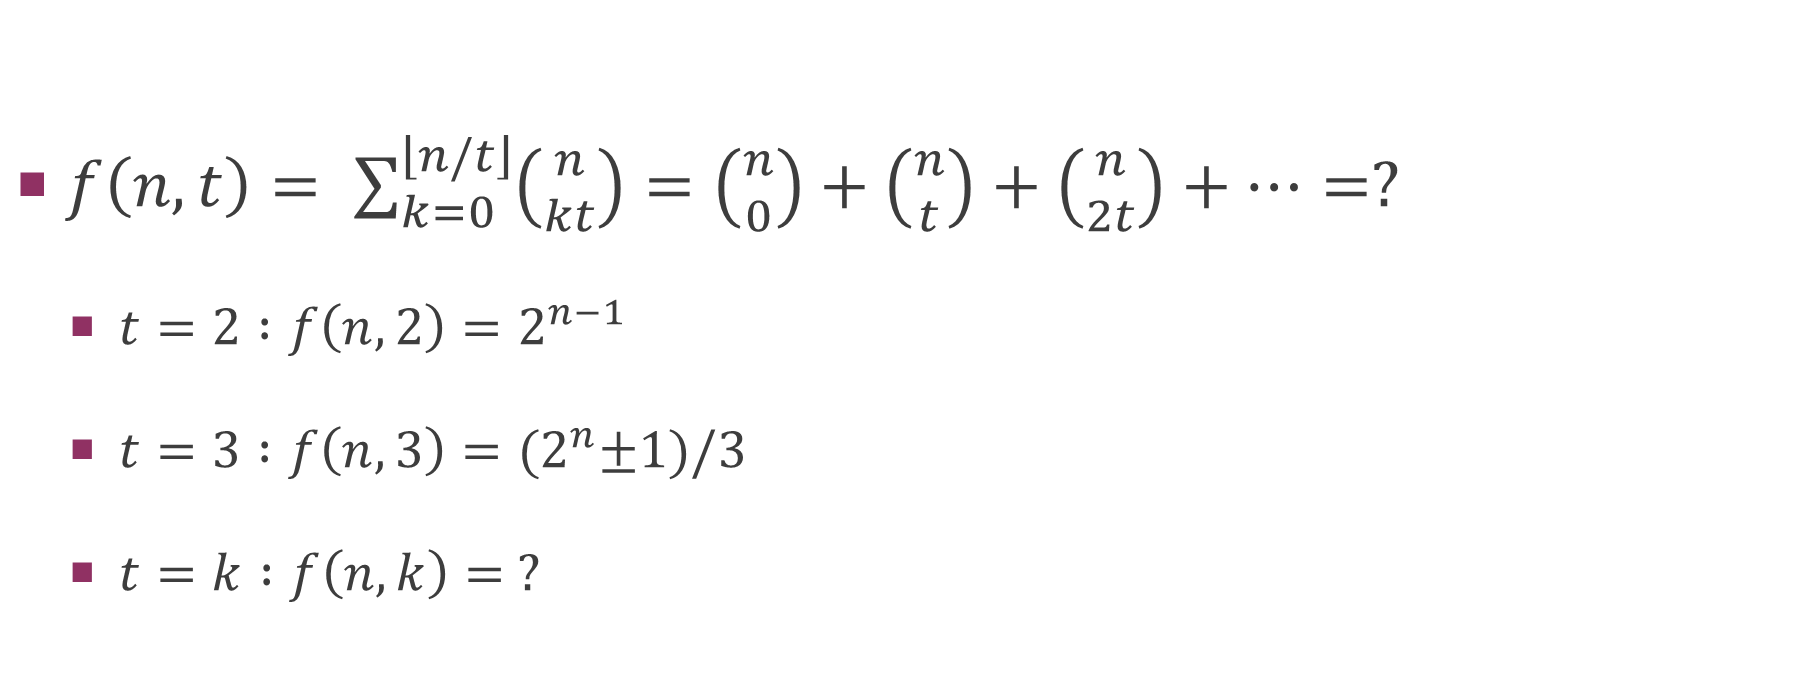 ▪ f(n, t) = ∑_{k=0}^{⌊n/t⌋} \binom{n}{kt} = \binom{n}{0} + \binom{n}{t} + \binom{n}{2t} + ⋯ =?
▪ t = 2 : f(n, 2) = 2^{n−1}
▪ t = 3 : f(n, 3) = (2^n ± 1)/3
▪ t = k : f(n, k) = ?